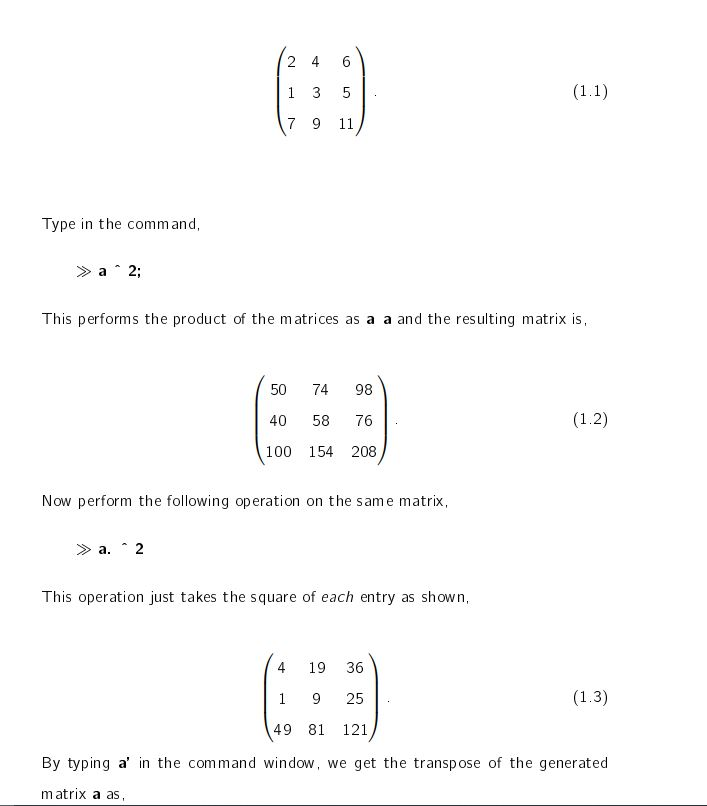 2 4 6
1 3 5 . (1.1)
7 9 11
Type in the command,
≫ a ^ 2;
This performs the product of the matrices as a a and the resulting matrix is,
50 74 98
40 58 76 . (1.2)
100 154 208
Now perform the following operation on the same matrix,
≫ a. ^ 2
This operation just takes the square of each entry as shown,
4 19 36
1 9 25 . (1.3)
49 81 121
By typing a' in the command window, we get the transpose of the generated
matrix a as,